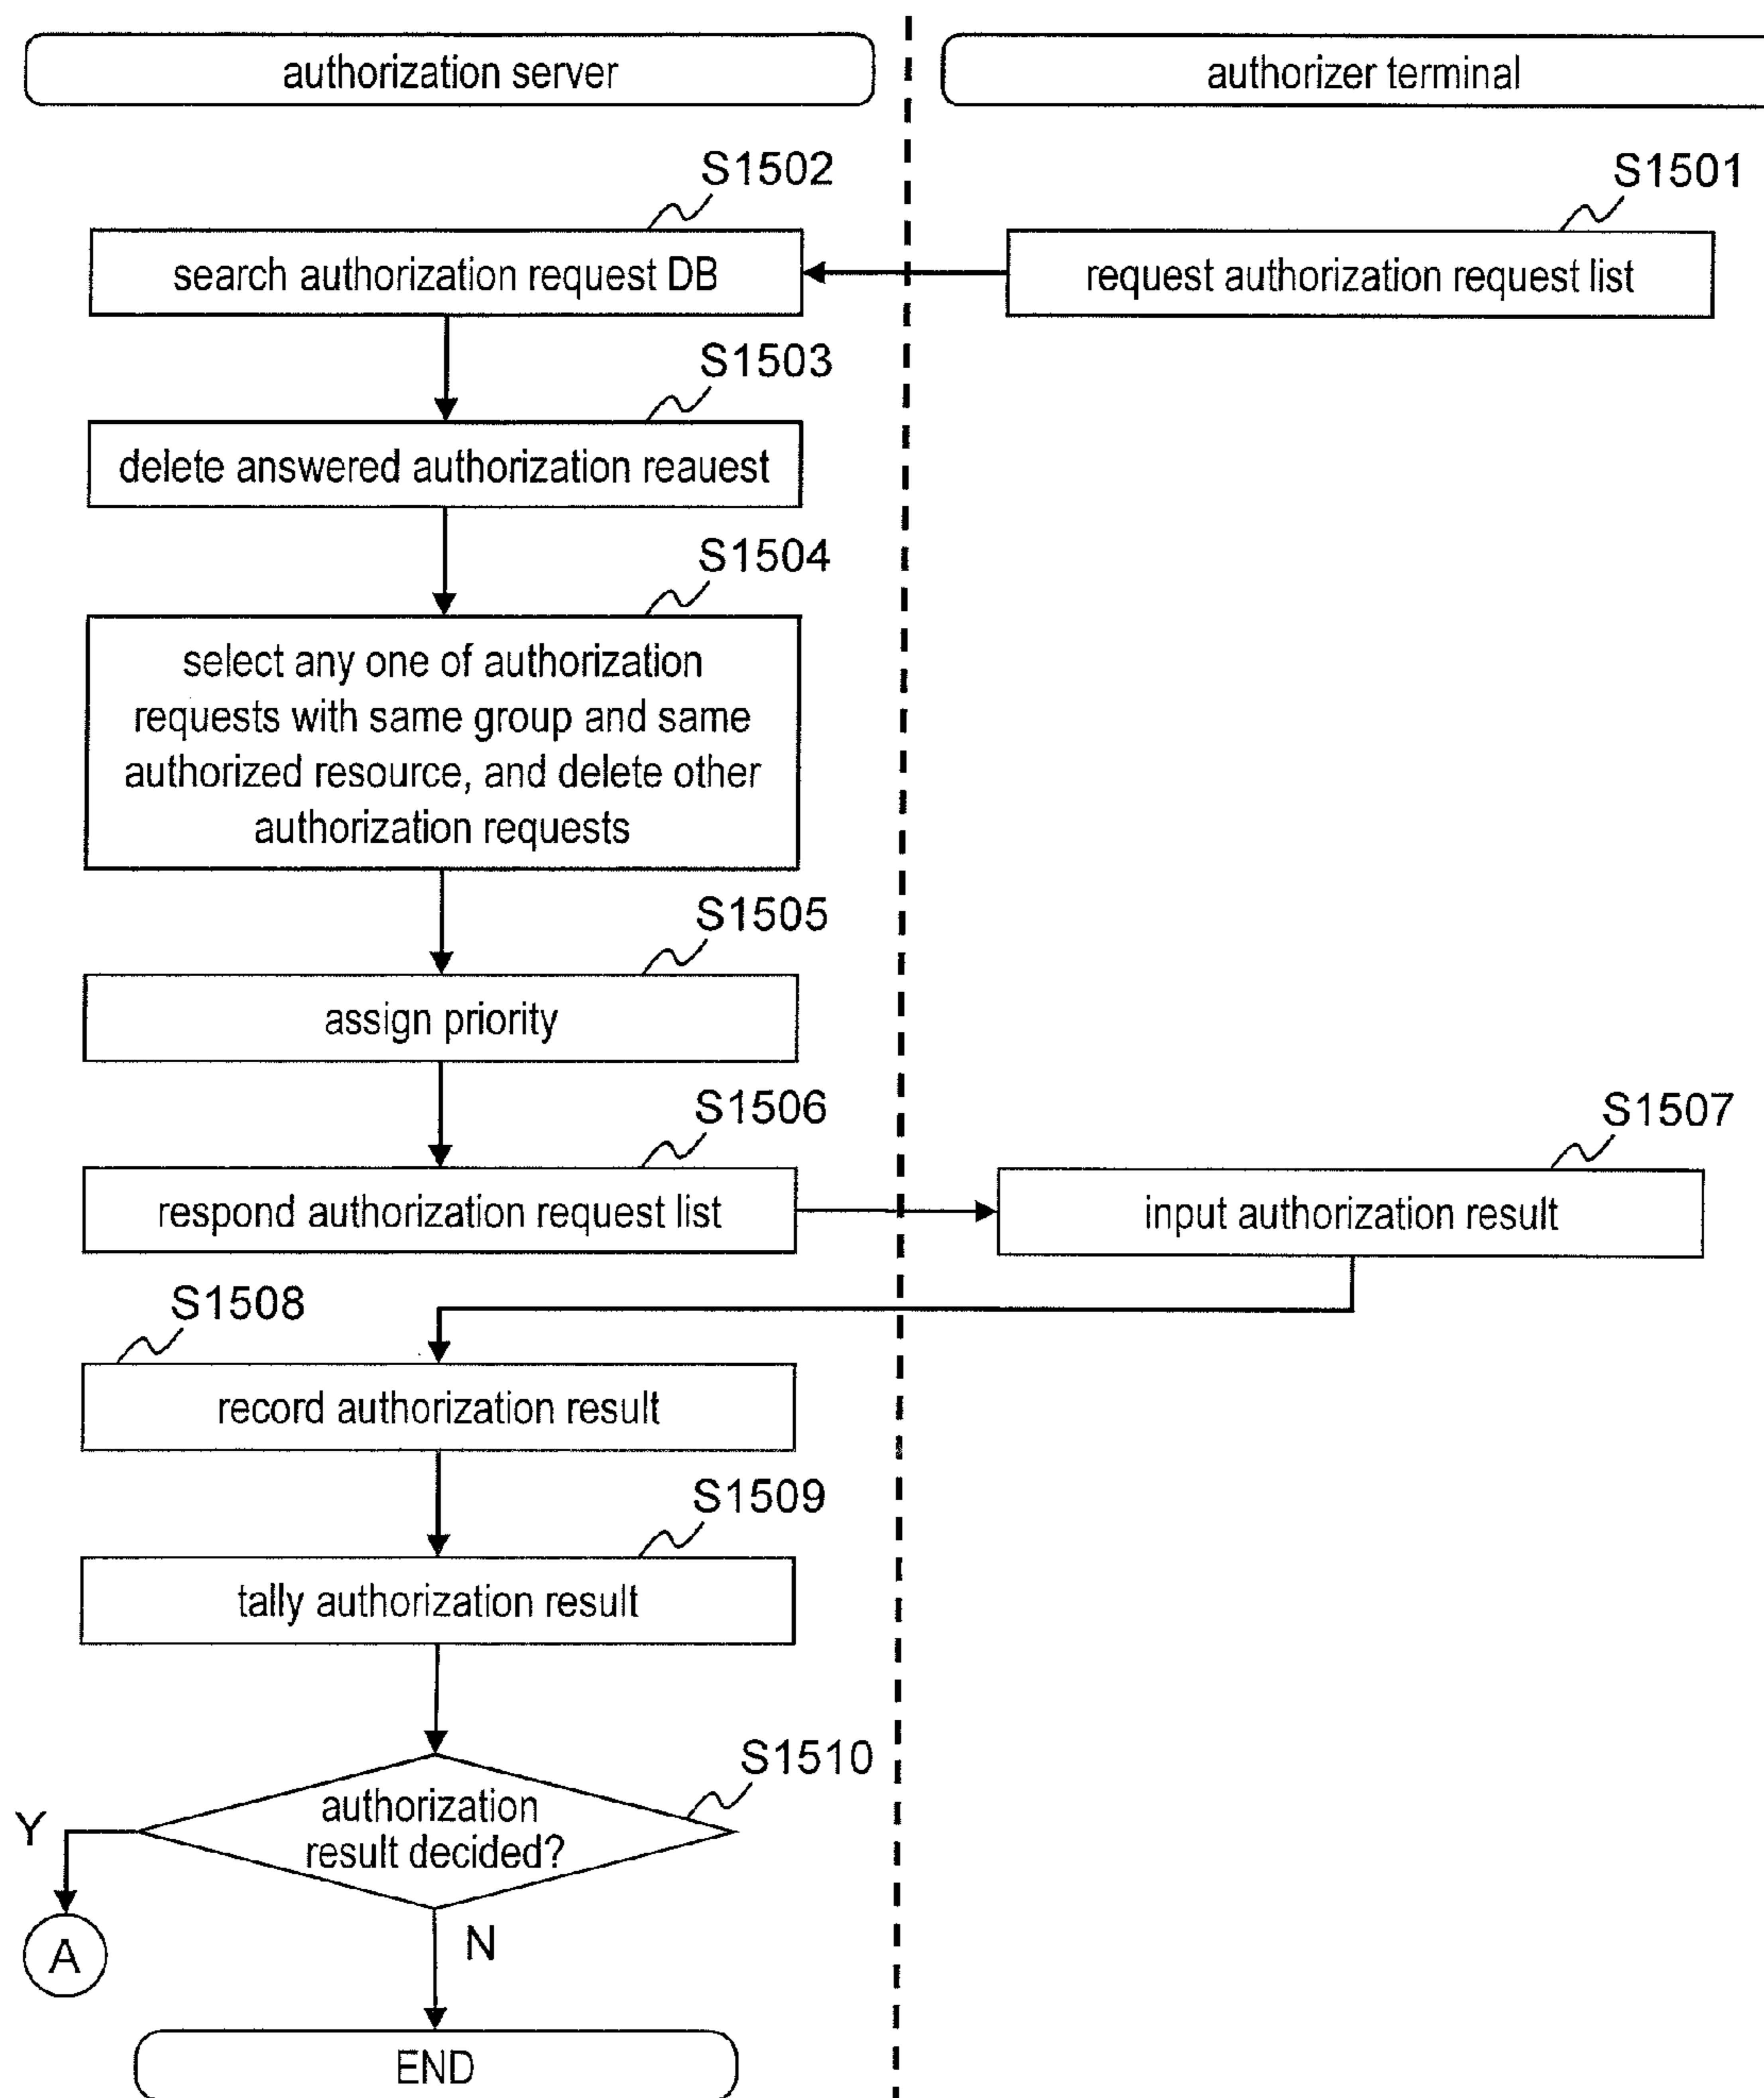 authorization server
authorizer terminal
S1502
S1501
search authorization request DB
request authorization request list
S1503
delete answered authorization reauest
S1504
select any one of authorization
requests with same group and same
authorized resource, and delete other
authorization requests
S1505
assign priority
S1506
S1507
respond authorization request list
input authorization result
S1508
record authorization result
S1509
tally authorization result
S1510
authorization
result decided?
Y
A
N
END